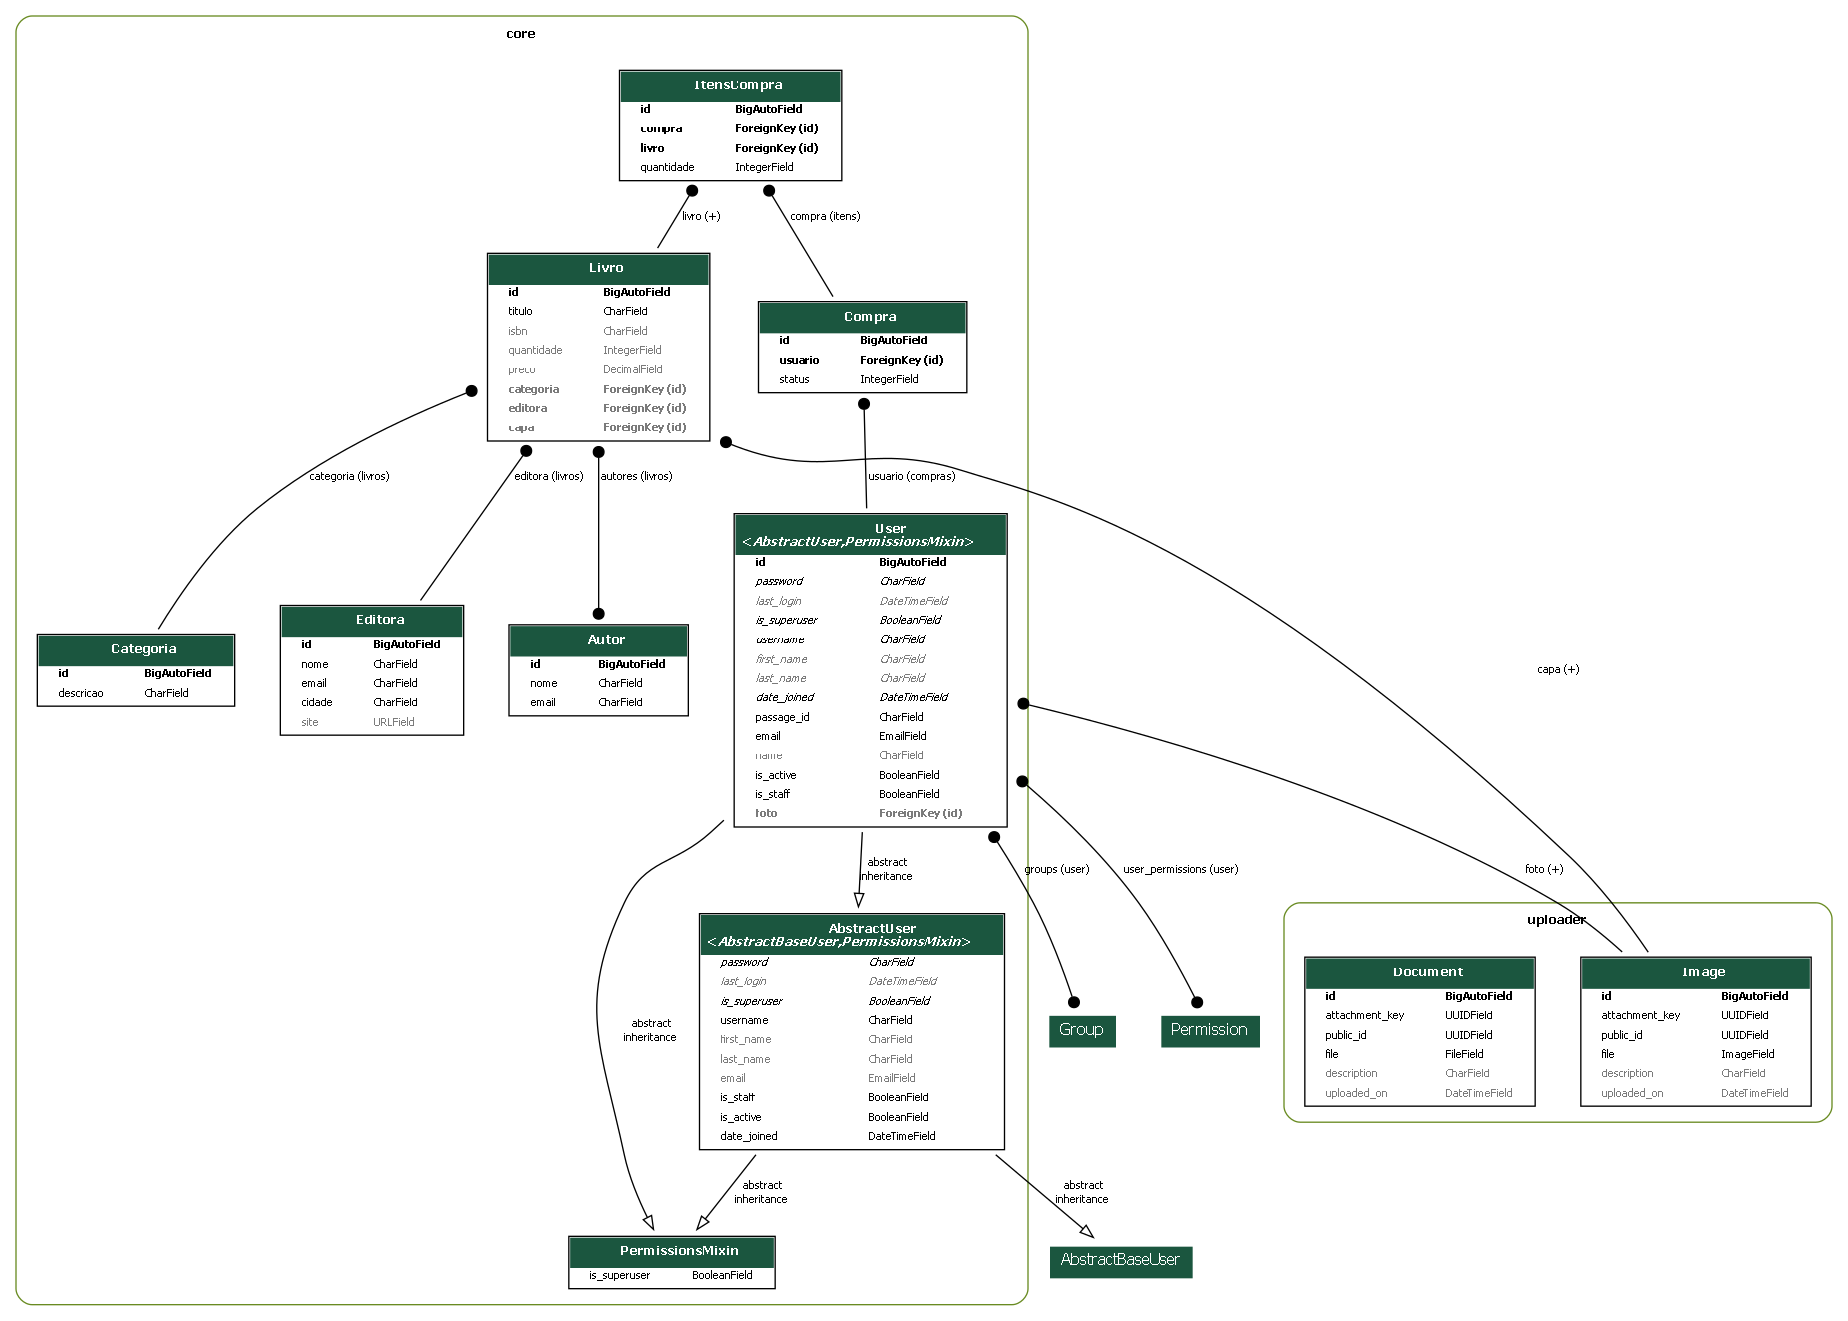 core
ItensCompra
id BigAutoField
compra ForeignKey (id)
livro ForeignKey (id)
quantidade IntegerField
livro (+)
compra (itens)
Livro
id BigAutoField
titulo CharField
isbn CharField
quantidade IntegerField
preco DecimalField
categoria ForeignKey (id)
editora ForeignKey (id)
capa ForeignKey (id)
Compra
id BigAutoField
usuario ForeignKey (id)
status IntegerField
categoria (livros)
editora (livros)
autores (livros)
usuario (compras)
User
<AbstractUser,PermissionsMixin>
id BigAutoField
password CharField
last_login DateTimeField
is_superuser BooleanField
username CharField
first_name CharField
last_name CharField
date_joined DateTimeField
passage_id CharField
email EmailField
name CharField
is_active BooleanField
is_staff BooleanField
foto ForeignKey (id)
Categoria
id BigAutoField
descricao CharField
Editora
id BigAutoField
nome CharField
email CharField
cidade CharField
site URLField
Autor
id BigAutoField
nome CharField
email CharField
capa (+)
foto (+)
abstract
inheritance
groups (user)
user_permissions (user)
AbstractUser
<AbstractBaseUser,PermissionsMixin>
password CharField
last_login DateTimeField
is_superuser BooleanField
username CharField
first_name CharField
last_name CharField
email EmailField
is_staff BooleanField
is_active BooleanField
date_joined DateTimeField
abstract
inheritance
Group
Permission
uploader
Document
id BigAutoField
attachment_key UUIDField
public_id UUIDField
file FileField
description CharField
uploaded_on DateTimeField
Image
id BigAutoField
attachment_key UUIDField
public_id UUIDField
file ImageField
description CharField
uploaded_on DateTimeField
abstract
inheritance
abstract
inheritance
PermissionsMixin
is_superuser BooleanField
AbstractBaseUser